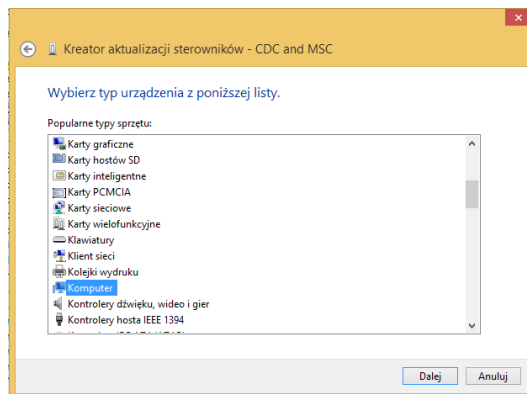 Kreator aktualizacji sterowników - CDC and MSC
Wybierz typ urządzenia z poniższej listy.
Popularne typy sprzętu:
Karty graficzne
Karty hostów SD
Karty inteligentne
Karty PCMCIA
Karty sieciowe
Karty wielofunkcyjne
Klawiatury
Klient sieci
Kolejki wydruku
Komputer
Kontrolery dźwięku, wideo i gier
Kontrolery hosta IEEE 1394
Dalej Anuluj